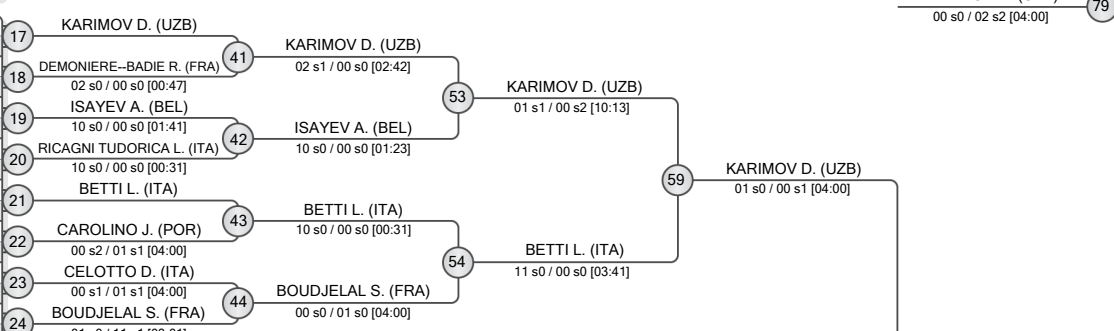 79
00 s0 / 02 s2 [04:00]
17
KARIMOV D. (UZB)
41
KARIMOV D. (UZB)
02 s1 / 00 s0 [02:42]
18
DEMONIERE--BADIE R. (FRA)
02 s0 / 00 s0 [00:47]
53
KARIMOV D. (UZB)
01 s1 / 00 s2 [10:13]
19
ISAYEV A. (BEL)
10 s0 / 00 s0 [01:41]
42
ISAYEV A. (BEL)
10 s0 / 00 s0 [01:23]
20
RICAGNI TUDORICA L. (ITA)
10 s0 / 00 s0 [00:31]
59
KARIMOV D. (UZB)
01 s0 / 00 s1 [04:00]
21
BETTI L. (ITA)
43
BETTI L. (ITA)
10 s0 / 00 s0 [00:31]
22
CAROLINO J. (POR)
00 s2 / 01 s1 [04:00]
54
BETTI L. (ITA)
11 s0 / 00 s0 [03:41]
23
CELOTTO D. (ITA)
00 s1 / 01 s1 [04:00]
44
BOUDJELAL S. (FRA)
00 s0 / 01 s0 [04:00]
24
BOUDJELAL S. (FRA)